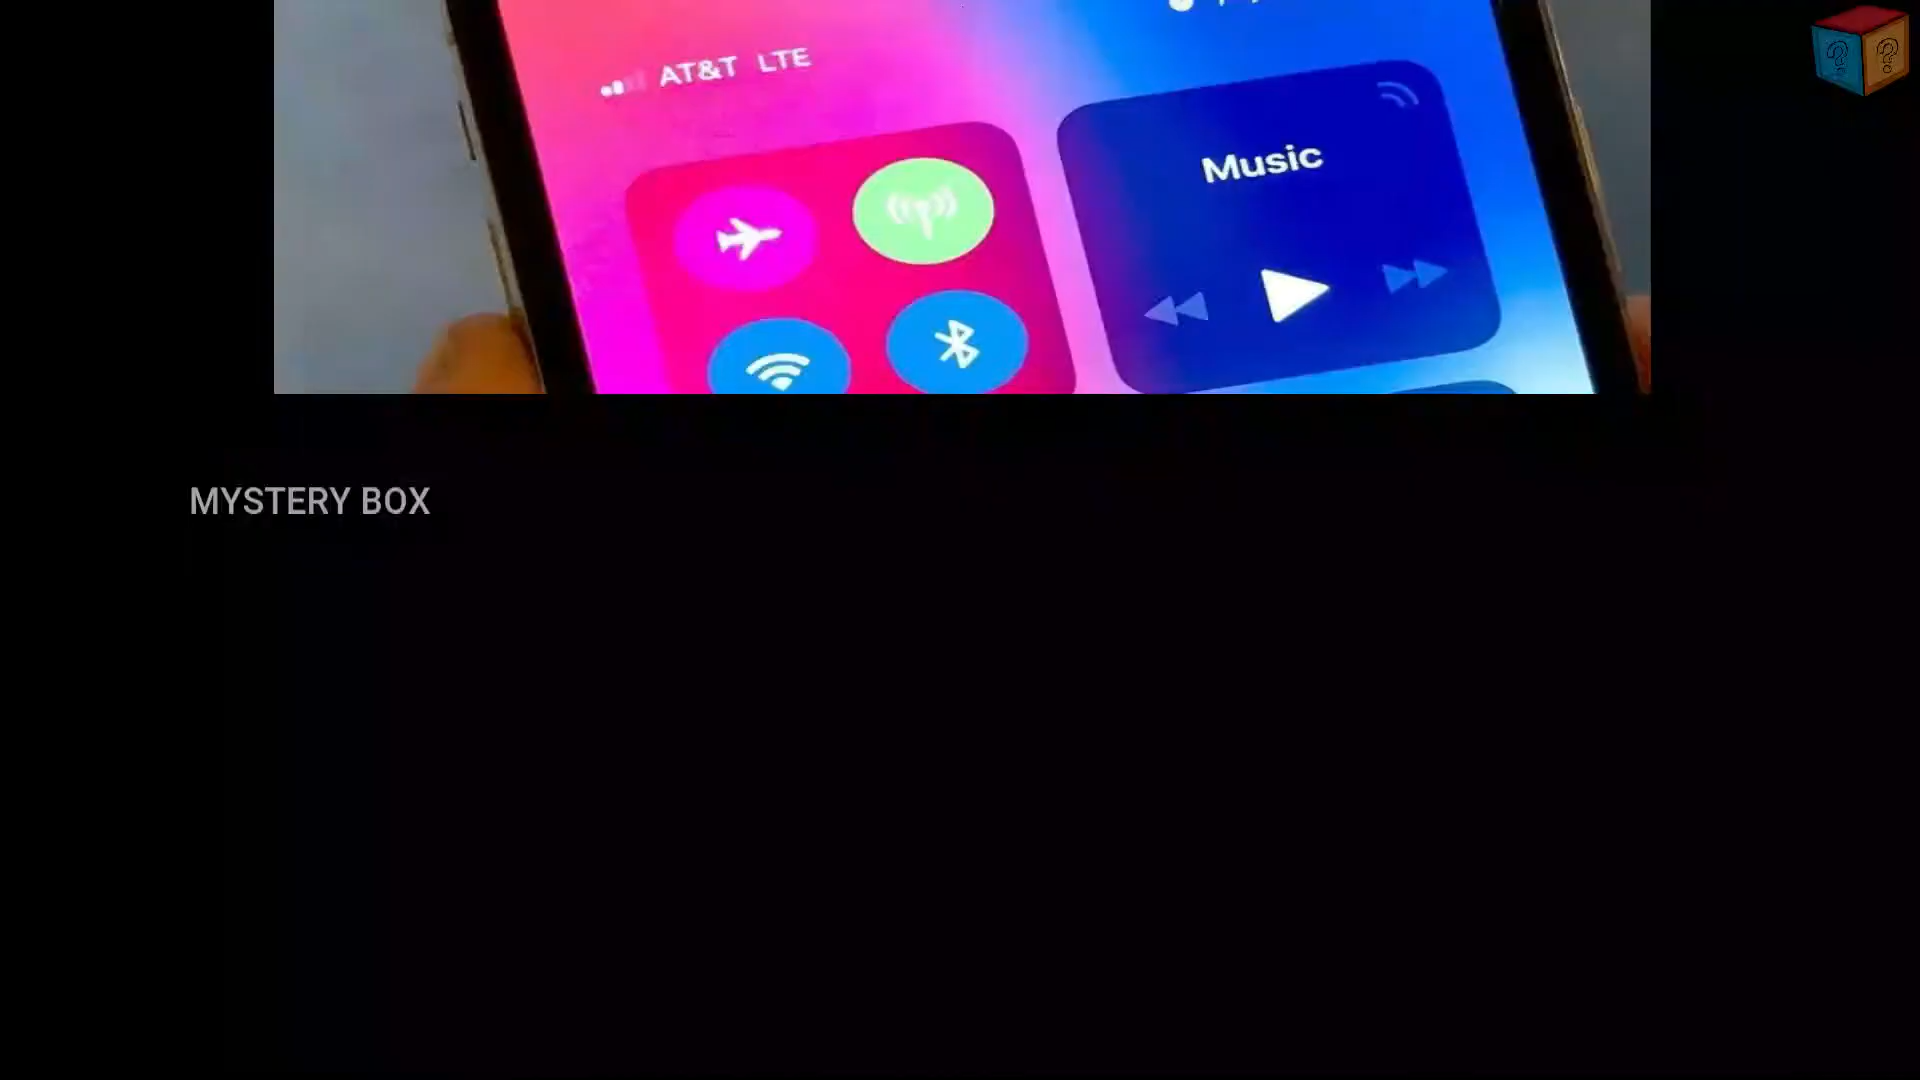 AT&T LTE
Music
MYSTERY BOX
? ?